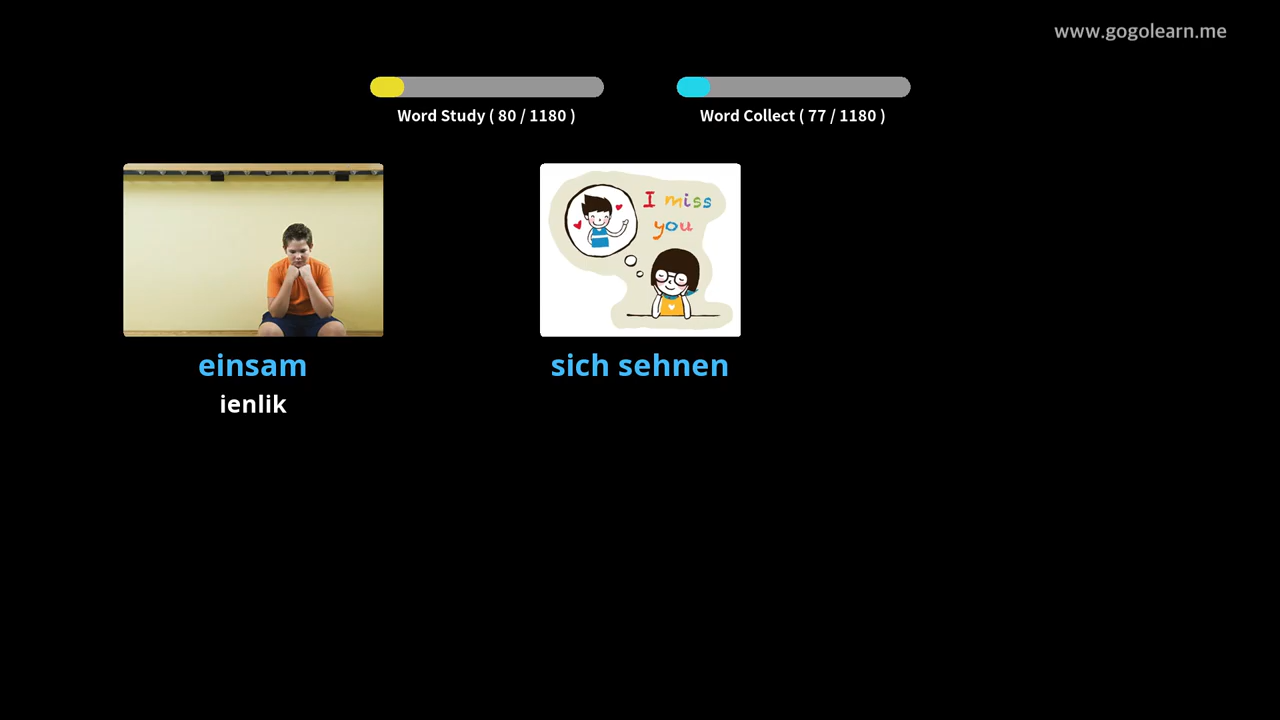 www.gogolearn.me
Word Study ( 80 / 1180 )
Word Collect ( 77 / 1180 )
I miss
you
einsam
sich sehnen
ienlik